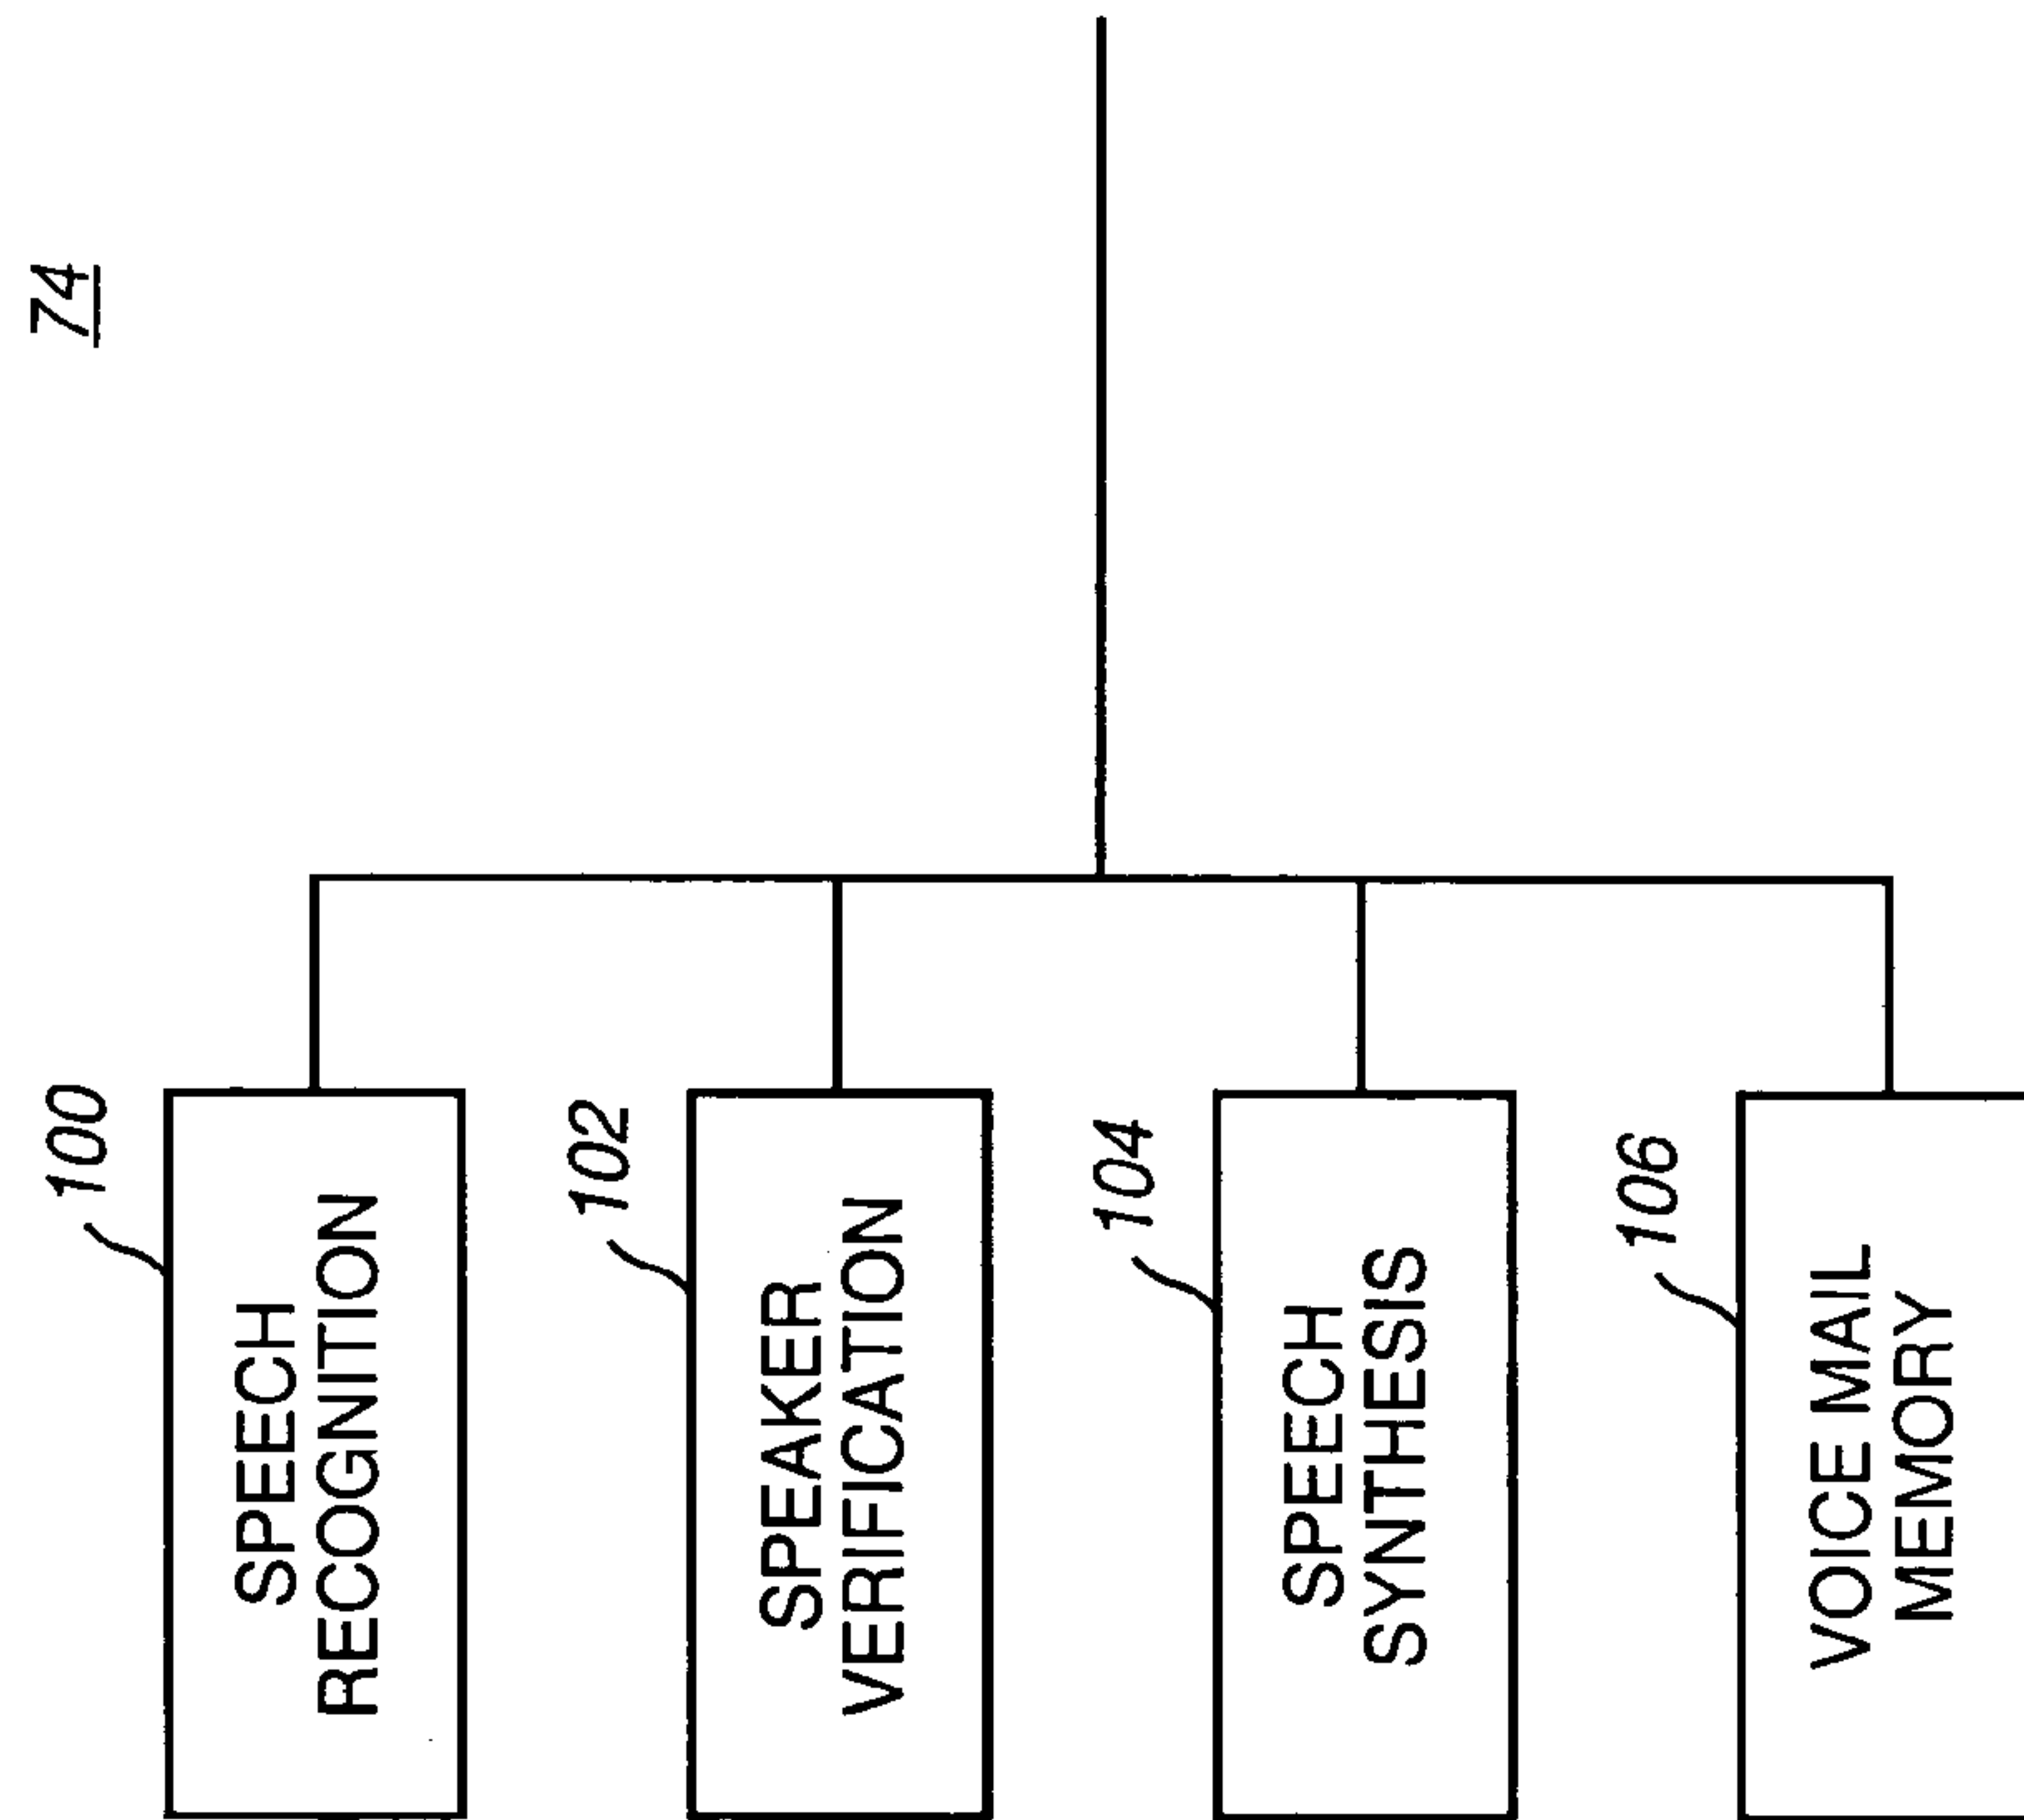 74
100
SPEECH
RECOGNITION
102
SPEAKER
VERIFICATION
104
SPEECH
SYNTHESIS
106
VOICE MAIL
MEMORY